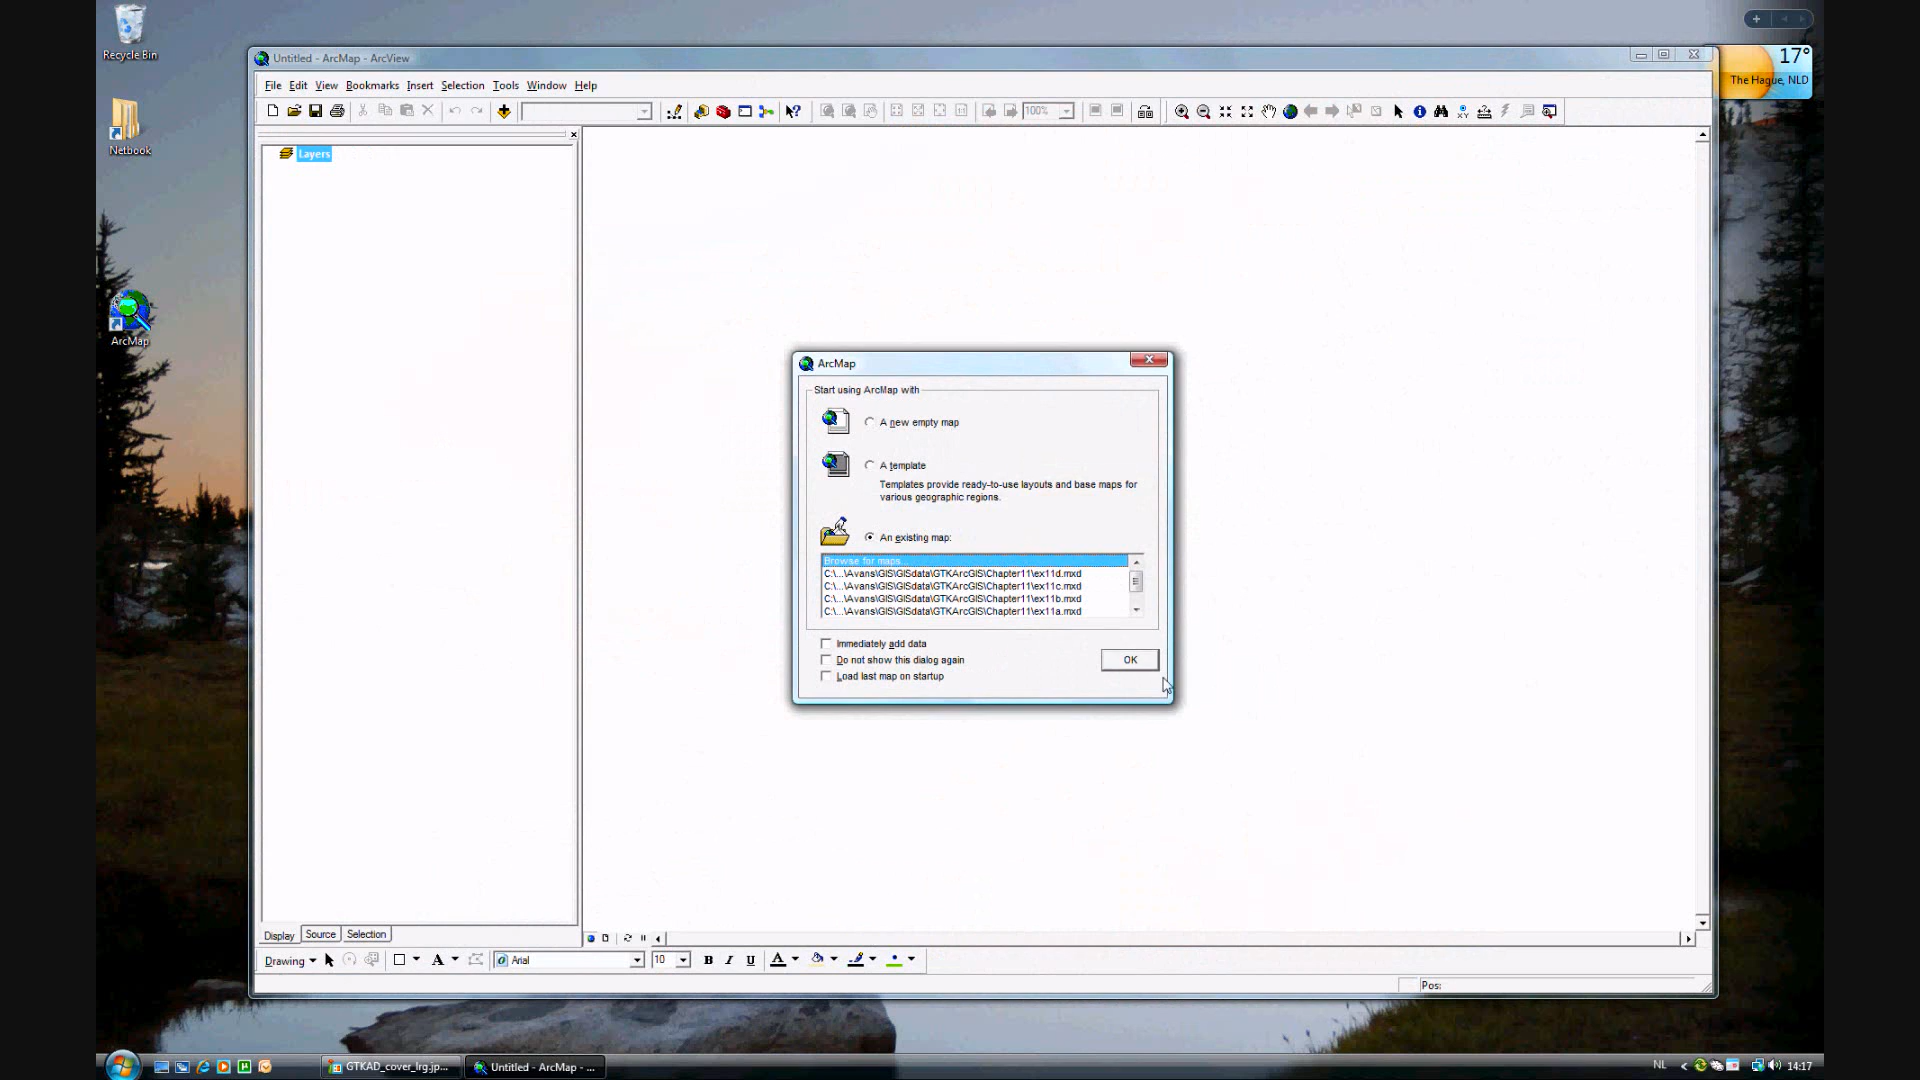 Recycle Bin
Netbook
ArcMap
17°
The Hague, NLD
Untitled - ArcMap - ArcView
File Edit View Bookmarks Insert Selection Tools Window Help
100%
Layers
ArcMap
Start using ArcMap with
A new empty map
A template
Templates provide ready-to-use layouts and base maps for
various geographic regions.
An existing map:
Browse for maps...
C:\...\Avans\GIS\GISdata\GTKArcGIS\Chapter11\ex11d.mxd
C:\...\Avans\GIS\GISdata\GTKArcGIS\Chapter11\ex11c.mxd
C:\...\Avans\GIS\GISdata\GTKArcGIS\Chapter11\ex11b.mxd
C:\...\Avans\GIS\GISdata\GTKArcGIS\Chapter11\ex11a.mxd
Immediately add data
Do not show this dialog again
Load last map on startup
OK
Display Source Selection
Drawing A Arial 10 B I U A
Pos:
GTKAD_cover_lrg.jp...
Untitled - ArcMap - ...
NL
14:17